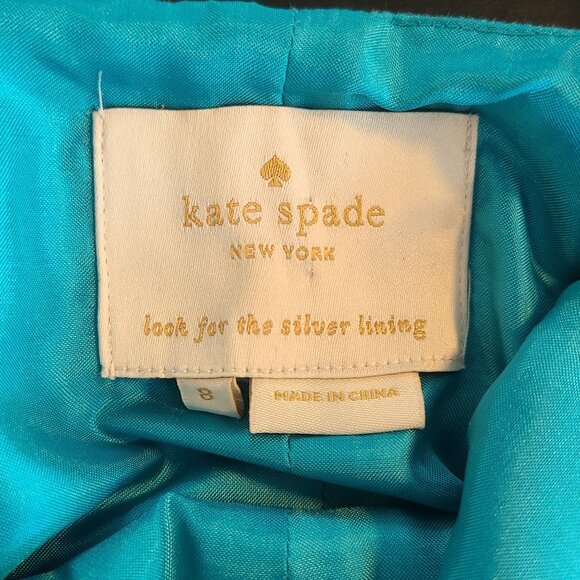 kate spade
NEW YORK
look for the silver lining
8
MADE IN CHINA